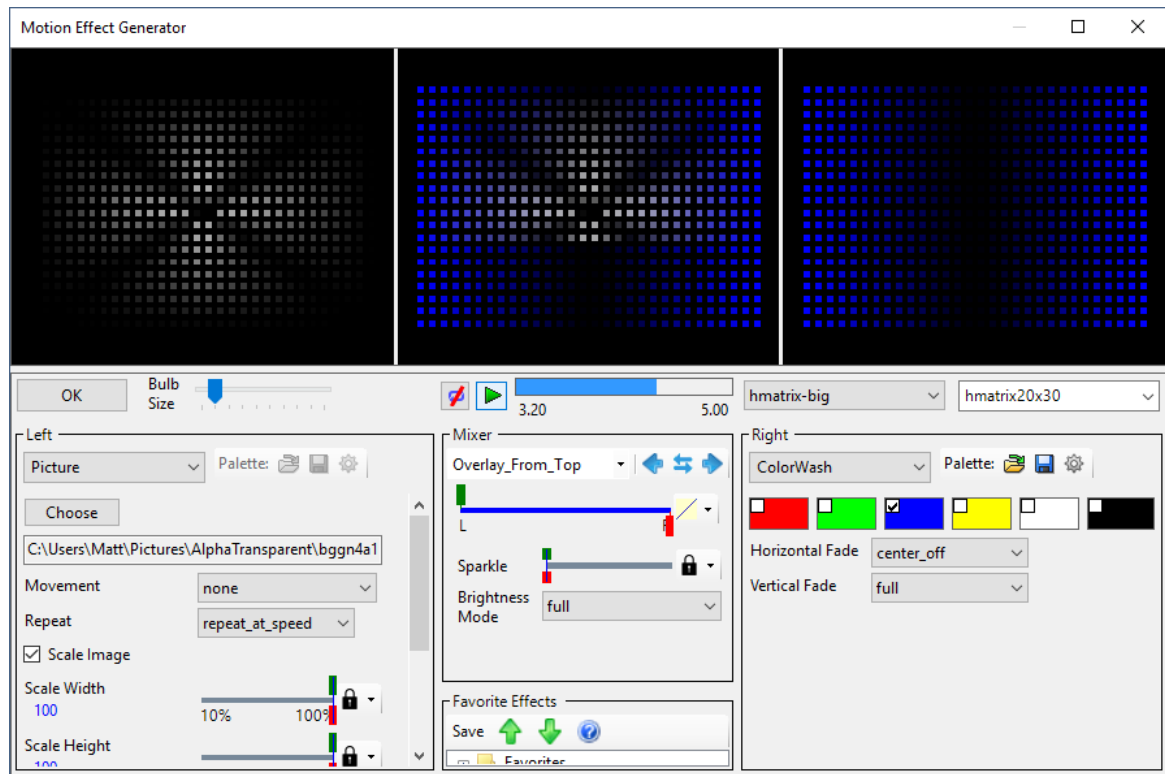 Motion Effect Generator
OK
Bulb
Size
3.20
5.00
hmatrix-big
hmatrix20x30
Left
Picture
Palette:
Choose
C:\Users\Matt\Pictures\AlphaTransparent\bggn4a1
Movement
none
Repeat
repeat_at_speed
Scale Image
Scale Width
100
10%
100%
Scale Height
100
Mixer
Overlay_From_Top
L
Sparkle
Brightness
Mode
full
Favorite Effects
Save
Favorites
Right
ColorWash
Palette:
Horizontal Fade
center_off
Vertical Fade
full